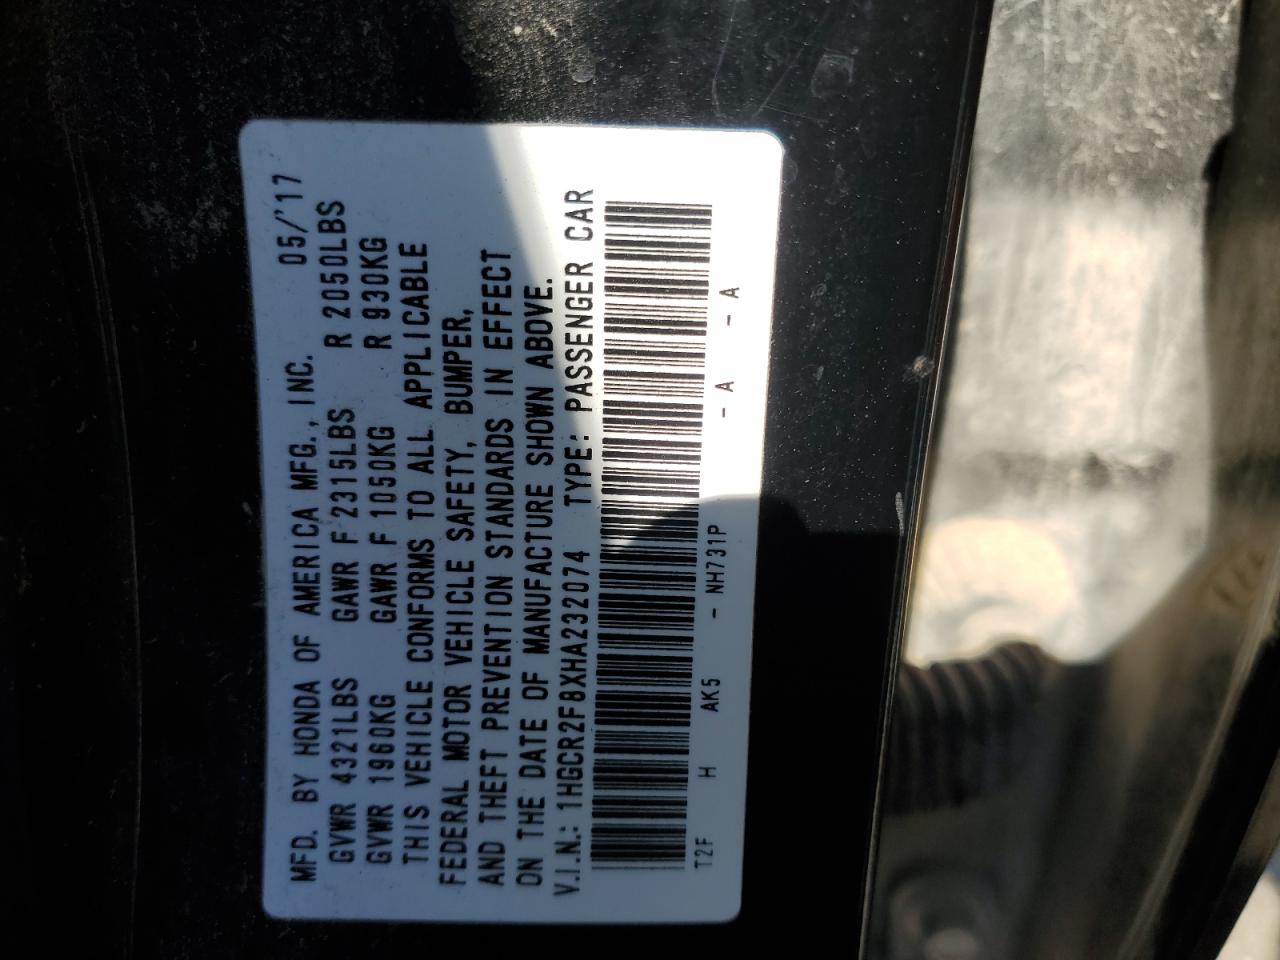 MFD. BY HONDA OF AMERICA MFG., INC. 05/'17
GVWR 4321LBS GAWR F 2315LBS R 2050LBS
GVWR 1960KG GAWR F 1050KG R 930KG
THIS VEHICLE CONFORMS TO ALL APPLICABLE
FEDERAL MOTOR VEHICLE SAFETY, BUMPER,
AND THEFT PREVENTION STANDARDS IN EFFECT
ON THE DATE OF MANUFACTURE SHOWN ABOVE.
V.I.N.: 1HGCR2F8XHA232074 TYPE: PASSENGER CAR
T2F H AK5 - NH731P - A - A